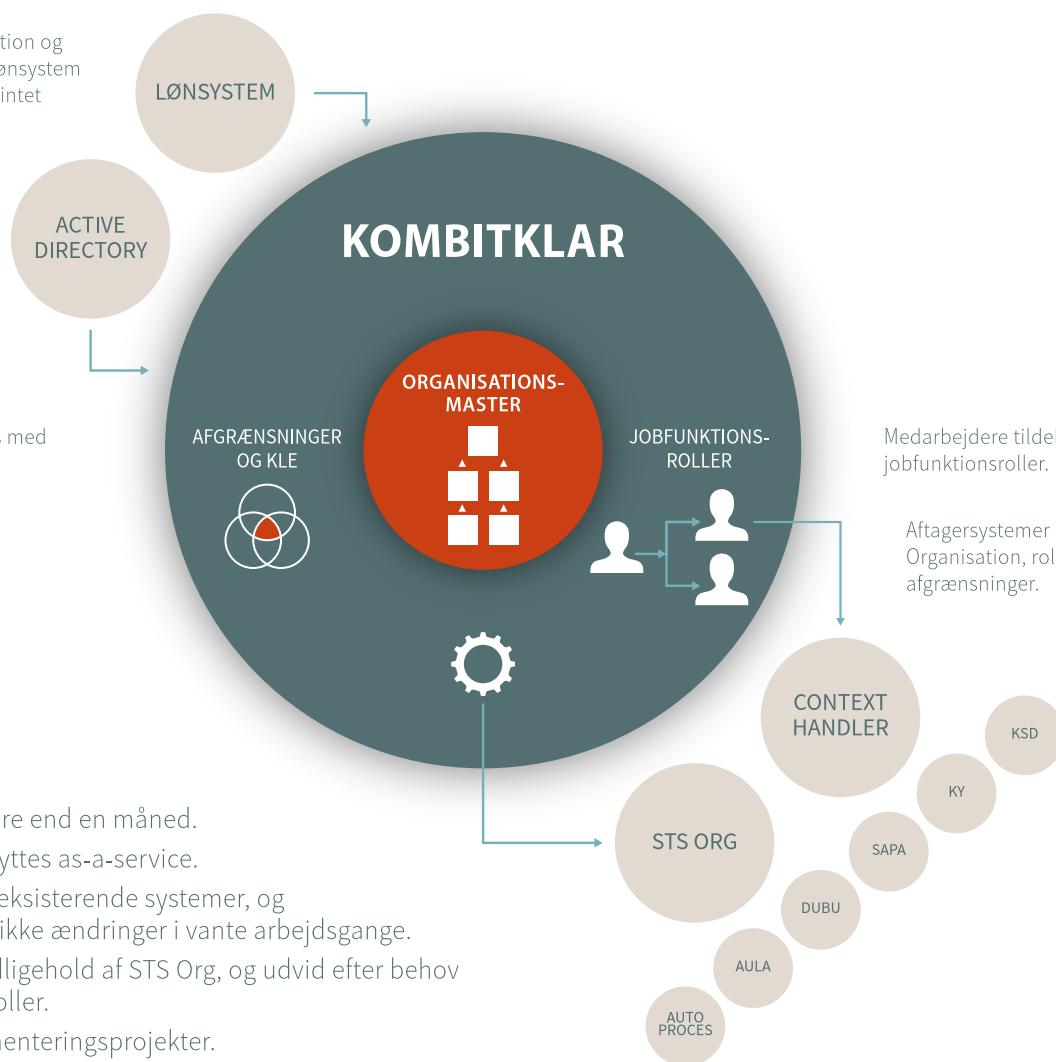 tion og
ønsystem
intet
LØNSYSTEM
ACTIVE
DIRECTORY
KOMBITKLAR
ORGANISATIONS-
MASTER
AFGRÆNSNINGER
OG KLE
JOBFUNKTIONS-
ROLLER
med
Medarbejdere tildel
jobfunktionsroller.
Aftagersystemer
Organisation, rol
afgrænsninger.
CONTEXT
HANDLER
KSD
KY
STS ORG
SAPA
DUBU
AULA
AUTO
PROCES
re end en måned.
yttes as-a-service.
eksisterende systemer, og
ikke ændringer i vante arbejdsgange.
dligehold af STS Org, og udvid efter behov
oller.
nenteringsprojekter.